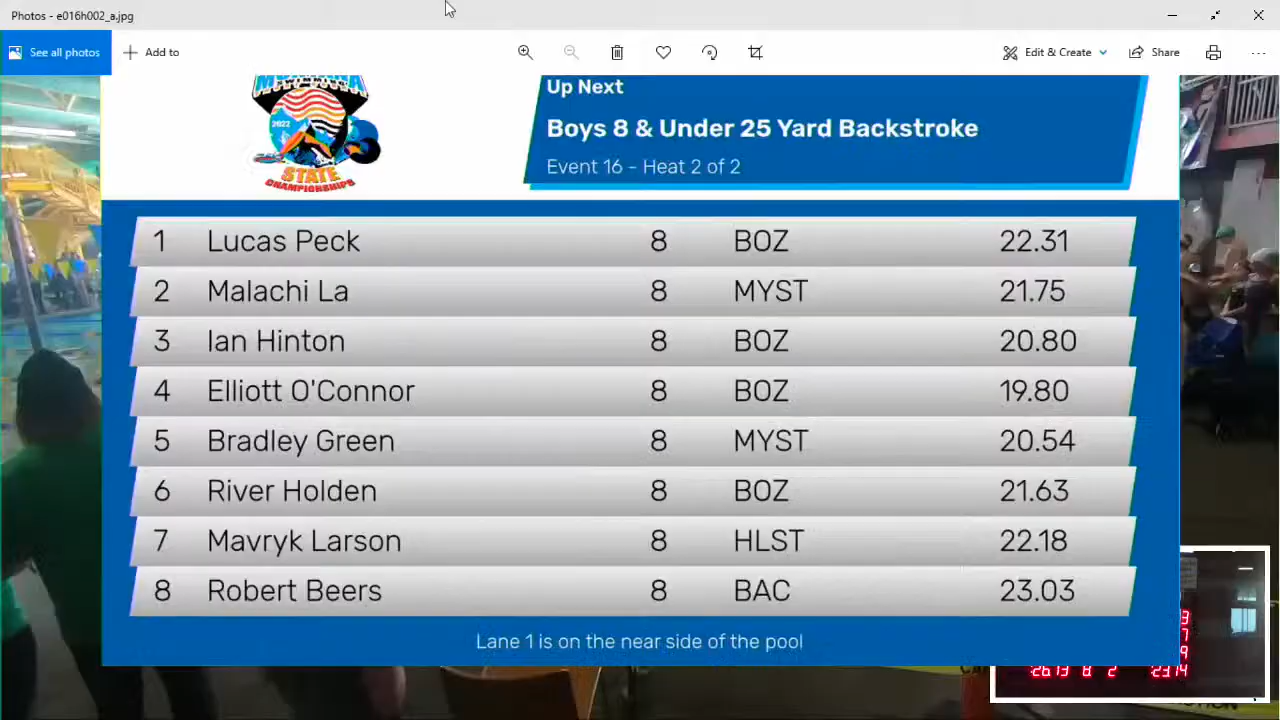 Photos - e016h002_a.jpg
See all photos
Add to
Edit & Create
Share
Up Next
Boys 8 & Under 25 Yard Backstroke
Event 16 - Heat 2 of 2
2022
STATE
CHAMPIONSHIPS
1 Lucas Peck 8 BOZ 22.31
2 Malachi La 8 MYST 21.75
3 Ian Hinton 8 BOZ 20.80
4 Elliott O'Connor 8 BOZ 19.80
5 Bradley Green 8 MYST 20.54
6 River Holden 8 BOZ 21.63
7 Mavryk Larson 8 HLST 22.18
8 Robert Beers 8 BAC 23.03
Lane 1 is on the near side of the pool